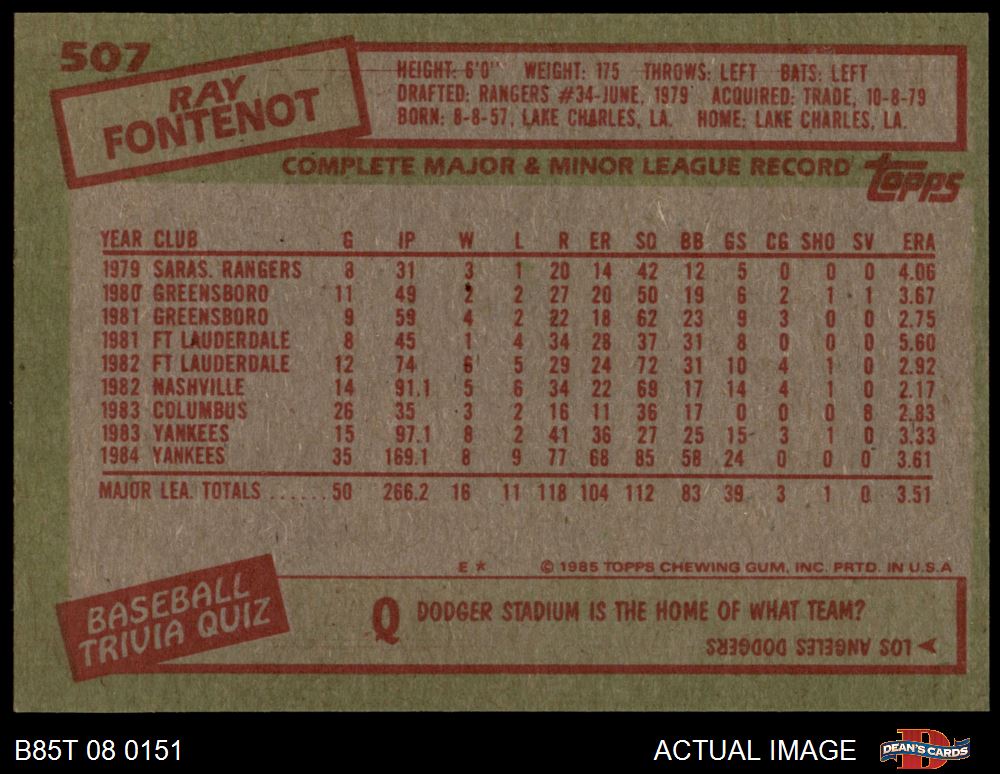 507
RAY
FONTENOT
HEIGHT: 6'0" WEIGHT: 175 THROWS: LEFT BATS: LEFT
DRAFTED: RANGERS #34-JUNE, 1979 ACQUIRED: TRADE, 10-8-79
BORN: 8-8-57, LAKE CHARLES, LA. HOME: LAKE CHARLES, LA.
COMPLETE MAJOR & MINOR LEAGUE RECORD topps
YEAR CLUB G IP W L R ER SO BB GS CG SHO SV ERA
1979 SARAS. RANGERS 8 31 3 1 20 14 42 12 5 0 0 0 4.06
1980 GREENSBORO 11 49 2 2 27 20 50 19 6 2 1 1 3.67
1981 GREENSBORO 9 59 4 2 22 18 62 23 9 3 0 0 2.75
1981 FT LAUDERDALE 8 45 1 4 34 28 37 31 8 0 0 0 5.60
1982 FT LAUDERDALE 12 74 6 5 29 24 72 31 10 4 1 0 2.92
1982 NASHVILLE 14 91.1 5 6 34 22 68 17 14 4 1 0 2.17
1983 COLUMBUS 26 35 3 2 16 11 36 17 0 0 0 8 2.83
1983 YANKEES 15 97.1 8 2 41 36 27 25 15 3 1 0 3.33
1984 YANKEES 35 169.1 8 9 77 68 85 58 24 0 0 0 3.61
MAJOR LEA. TOTALS ......50 266.2 16 11 118 104 112 83 39 3 1 0 3.51
E * © 1985 TOPPS CHEWING GUM, INC. PRTD. IN U.S.A
BASEBALL
TRIVIA QUIZ
Q DODGER STADIUM IS THE HOME OF WHAT TEAM?
LOS ANGELES DODGERS
B85T 08 0151 ACTUAL IMAGE DEAN'S CARDS